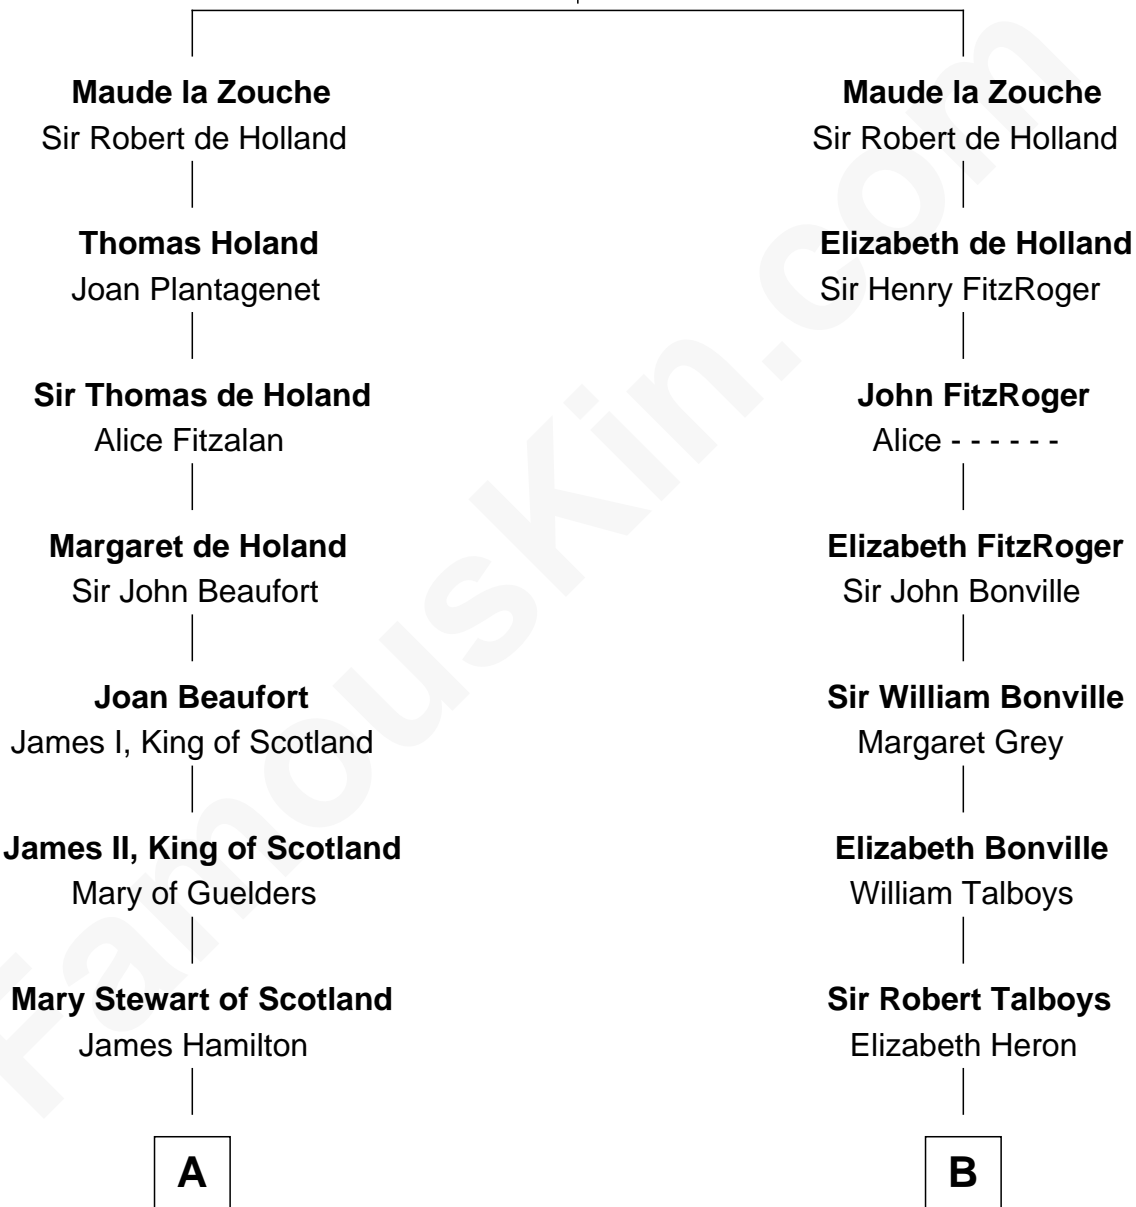 Maude la Zouche
Sir Robert de Holland
Thomas Holand
Joan Plantagenet
Sir Thomas de Holand
Alice Fitzalan
Margaret de Holand
Sir John Beaufort
Joan Beaufort
James I, King of Scotland
James II, King of Scotland
Mary of Guelders
Mary Stewart of Scotland
James Hamilton
A
Maude la Zouche
Sir Robert de Holland
Elizabeth de Holland
Sir Henry FitzRoger
John FitzRoger
Alice - - - - - -
Elizabeth FitzRoger
Sir John Bonville
Sir William Bonville
Margaret Grey
Elizabeth Bonville
William Talboys
Sir Robert Talboys
Elizabeth Heron
B
FamousKin.com